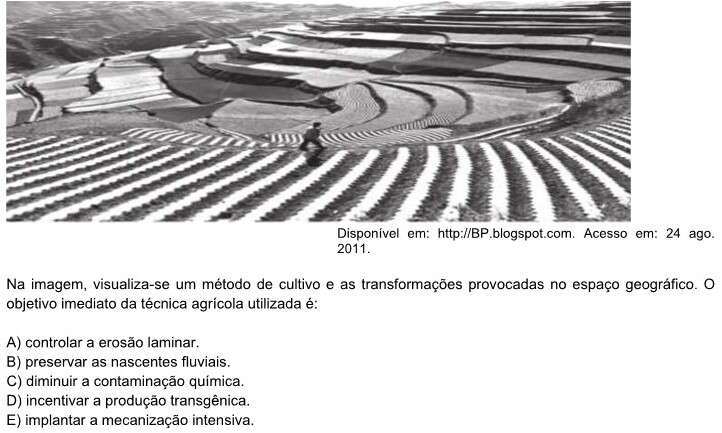 Disponível em: http://BP.blogspot.com. Acesso em: 24 ago.
2011.
Na imagem, visualiza-se um método de cultivo e as transformações provocadas no espaço geográfico. O
objetivo imediato da técnica agrícola utilizada é:
A) controlar a erosão laminar.
B) preservar as nascentes fluviais.
C) diminuir a contaminação química.
D) incentivar a produção transgênica.
E) implantar a mecanização intensiva.